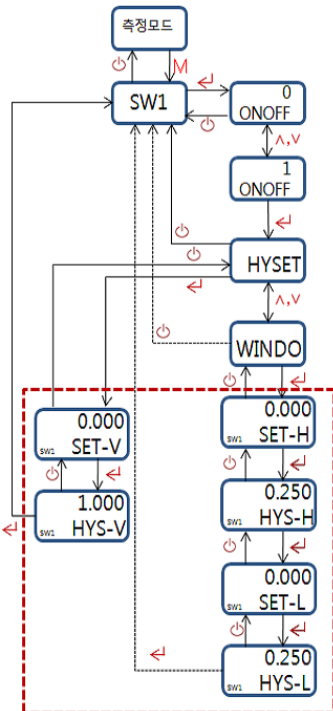 측정모드
M
SW1
0
ONOFF
∧,∨
1
ONOFF
HYSET
∧,∨
WINDO
0.000
SET-V
SW1
1.000
HYS-V
SW1
0.000
SET-H
SW1
0.250
HYS-H
SW1
0.000
SET-L
SW1
0.250
HYS-L
SW1